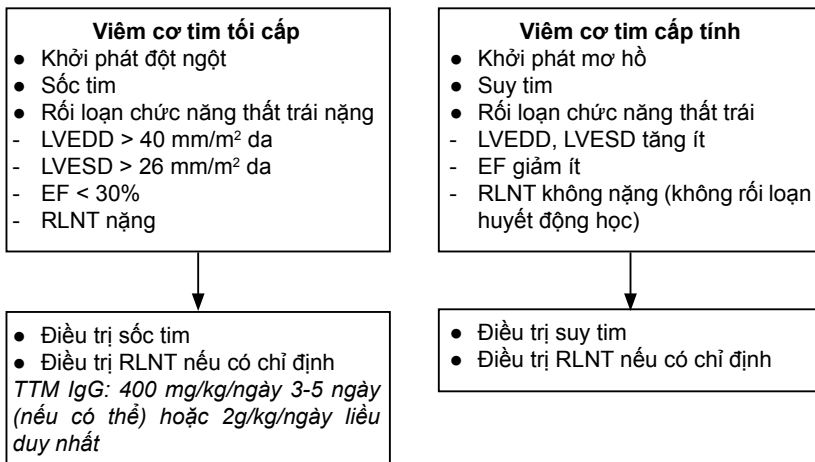 Viêm cơ tim tối cấp
● Khởi phát đột ngột
● Sốc tim
● Rối loạn chức năng thất trái nặng
- LVEDD > 40 mm/m² da
- LVESD > 26 mm/m² da
- EF < 30%
- RLNT nặng
Viêm cơ tim cấp tính
● Khởi phát mơ hồ
● Suy tim
● Rối loạn chức năng thất trái
- LVEDD, LVESD tăng ít
- EF giảm ít
- RLNT không nặng (không rối loạn
huyết động học)
● Điều trị sốc tim
● Điều trị RLNT nếu có chỉ định
TTM IgG: 400 mg/kg/ngày 3-5 ngày
(nếu có thể) hoặc 2g/kg/ngày liều
duy nhất
● Điều trị suy tim
● Điều trị RLNT nếu có chỉ định